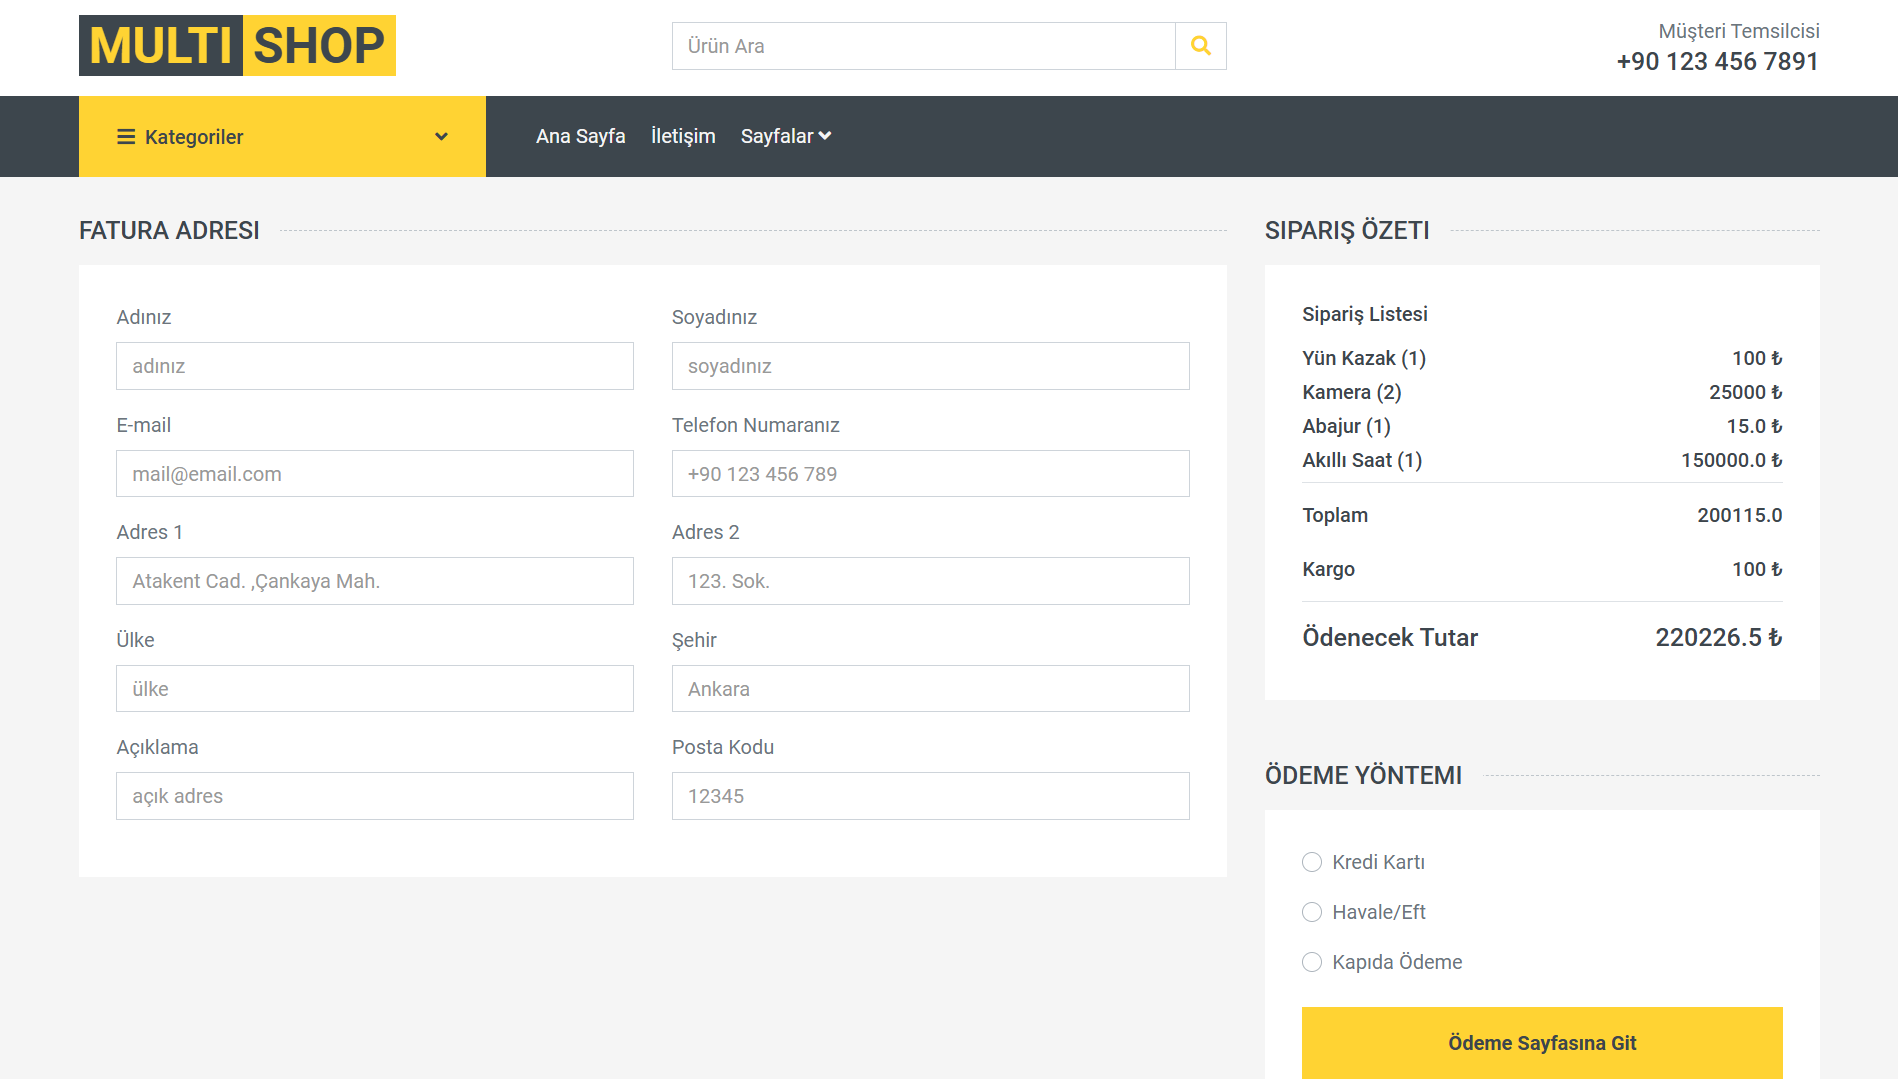 MULTI SHOP
Ürün Ara
Müşteri Temsilcisi
+90 123 456 7891
Kategoriler
Ana Sayfa İletişim Sayfalar
FATURA ADRESI
Adınız Soyadınız
adınız soyadınız
E-mail Telefon Numaranız
mail@email.com +90 123 456 789
Adres 1 Adres 2
Atakent Cad. ,Çankaya Mah. 123. Sok.
Ülke Şehir
ülke Ankara
Açıklama Posta Kodu
açık adres 12345
SIPARIŞ ÖZETI
Sipariş Listesi
Yün Kazak (1) 100 ₺
Kamera (2) 25000 ₺
Abajur (1) 15.0 ₺
Akıllı Saat (1) 150000.0 ₺
Toplam 200115.0
Kargo 100 ₺
Ödenecek Tutar 220226.5 ₺
ÖDEME YÖNTEMI
Kredi Kartı
Havale/Eft
Kapıda Ödeme
Ödeme Sayfasına Git